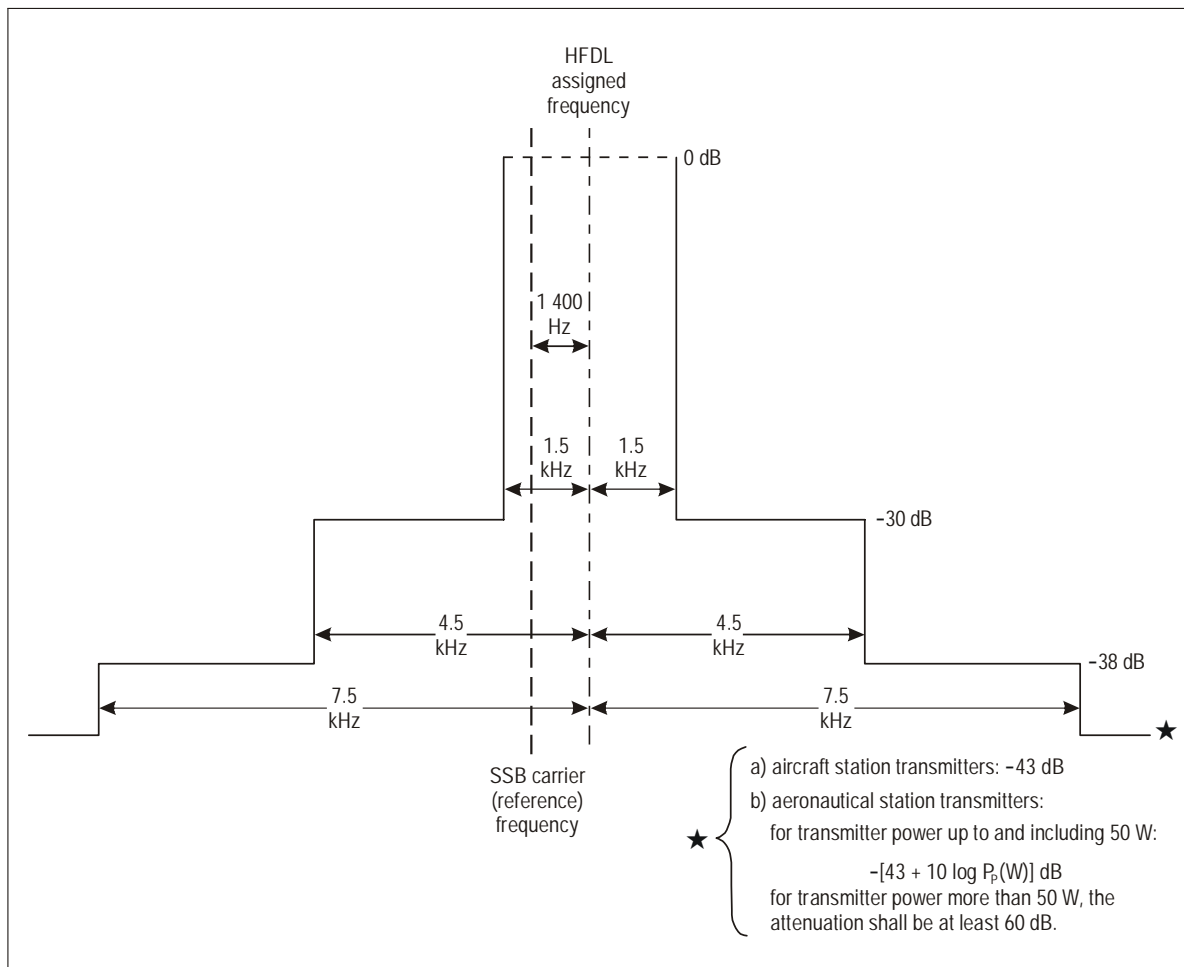 HFDL
assigned
frequency
0 dB
1 400
Hz
1.5
kHz
1.5
kHz
−30 dB
4.5
kHz
4.5
kHz
−38 dB
7.5
kHz
7.5
kHz
★
SSB carrier
(reference)
frequency
★
a) aircraft station transmitters: −43 dB
b) aeronautical station transmitters:
for transmitter power up to and including 50 W:
−[43 + 10 log Pp(W)] dB
for transmitter power more than 50 W, the
attenuation shall be at least 60 dB.